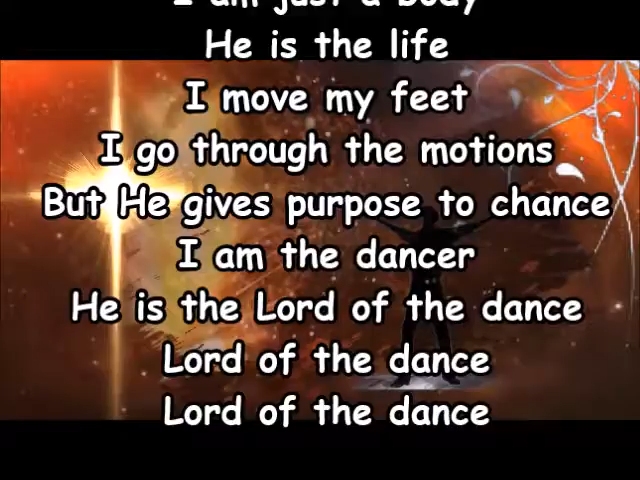 I am just a body
He is the life
I move my feet
I go through the motions
But He gives purpose to chance
I am the dancer
He is the Lord of the dance
Lord of the dance
Lord of the dance